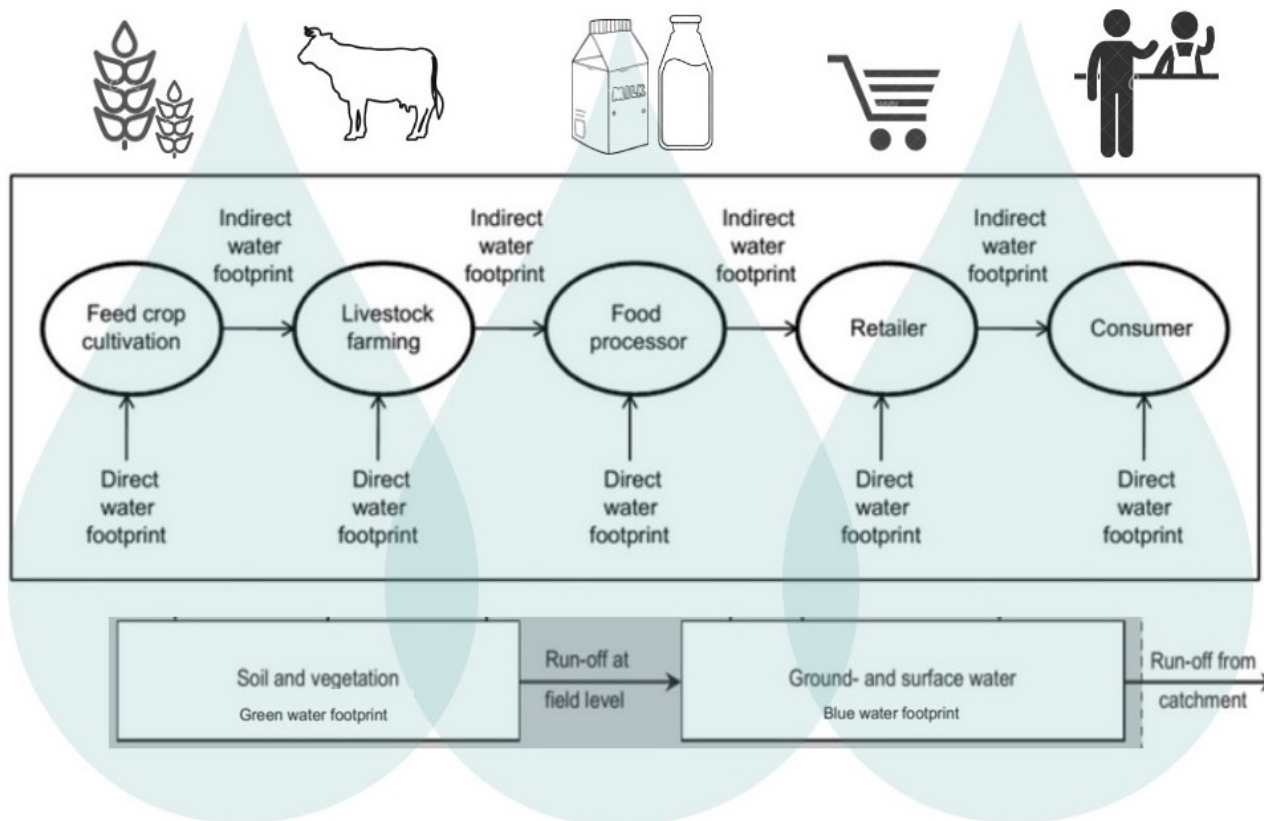 MILK
Indirect
water
footprint
Indirect
water
footprint
Indirect
water
footprint
Indirect
water
footprint
Feed crop
cultivation
Livestock
farming
Food
processor
Retailer
Consumer
Direct
water
footprint
Direct
water
footprint
Direct
water
footprint
Direct
water
footprint
Direct
water
footprint
Soil and vegetation
Green water footprint
Run-off at
field level
Ground- and surface water
Blue water footprint
Run-off from
catchment